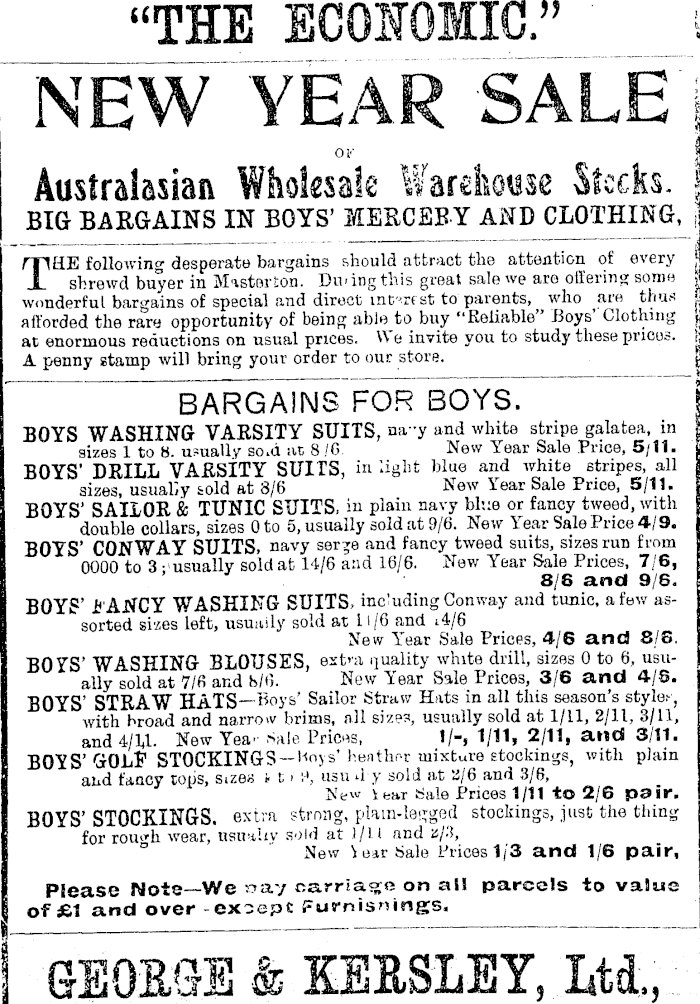 “THE ECONOMIC.”
NEW YEAR SALE
OF
Australasian Wholesale Warehouse Stocks.
BIG BARGAINS IN BOYS’ MERCERY AND CLOTHING,
THE following desperate bargains should attract the attention of every
shrewd buyer in Masterton. During this great sale we are offering some
wonderful bargains of special and direct interest to parents, who are thus
afforded the rare opportunity of being able to buy “Reliable” Boys’ Clothing
at enormous reductions on usual prices. We invite you to study these prices.
A penny stamp will bring your order to our store.
BARGAINS FOR BOYS.
BOYS WASHING VARSITY SUITS, navy and white stripe galatea, in
sizes 1 to 8. usually sold at 8/6. New Year Sale Price, 5/11.
BOYS’ DRILL VARSITY SUITS, in light blue and white stripes, all
sizes, usually sold at 8/6 New Year Sale Price, 5/11.
BOYS’ SAILOR & TUNIC SUITS, in plain navy blue or fancy tweed, with
double collars, sizes 0 to 5, usually sold at 9/6. New Year Sale Price 4/9.
BOYS’ CONWAY SUITS, navy serge and fancy tweed suits, sizes run from
0000 to 3; usually sold at 14/6 and 16/6. New Year Sale Prices, 7/6,
8/6 and 9/6.
BOYS’ FANCY WASHING SUITS, including Conway and tunic, a few as-
sorted sizes left, usually sold at 11/6 and 14/6
New Year Sale Prices, 4/6 and 8/6.
BOYS’ WASHING BLOUSES, extra quality white drill, sizes 0 to 6, usu-
ally sold at 7/6 and 8/6. New Year Sale Prices, 3/6 and 4/6.
BOYS’ STRAW HATS—Boys’ Sailor Straw Hats in all this season’s styles,
with broad and narrow brims, all sizes, usually sold at 1/11, 2/11, 3/11,
and 4/11. New Year Sale Prices, 1/-, 1/11, 2/11, and 3/11.
BOYS’ GOLF STOCKINGS—Boys’ heather mixture stockings, with plain
and fancy tops, sizes to 9, usually sold at 2/6 and 3/6,
New Year Sale Prices 1/11 to 2/6 pair.
BOYS’ STOCKINGS. extra strong, plain-legged stockings, just the thing
for rough wear, usually sold at 1/11 and 2/3,
New Year Sale Prices 1/3 and 1/6 pair,
Please Note—We pay carriage on all parcels to value
of £1 and over - except Furnishings.
GEORGE & KERSLEY, Ltd.,